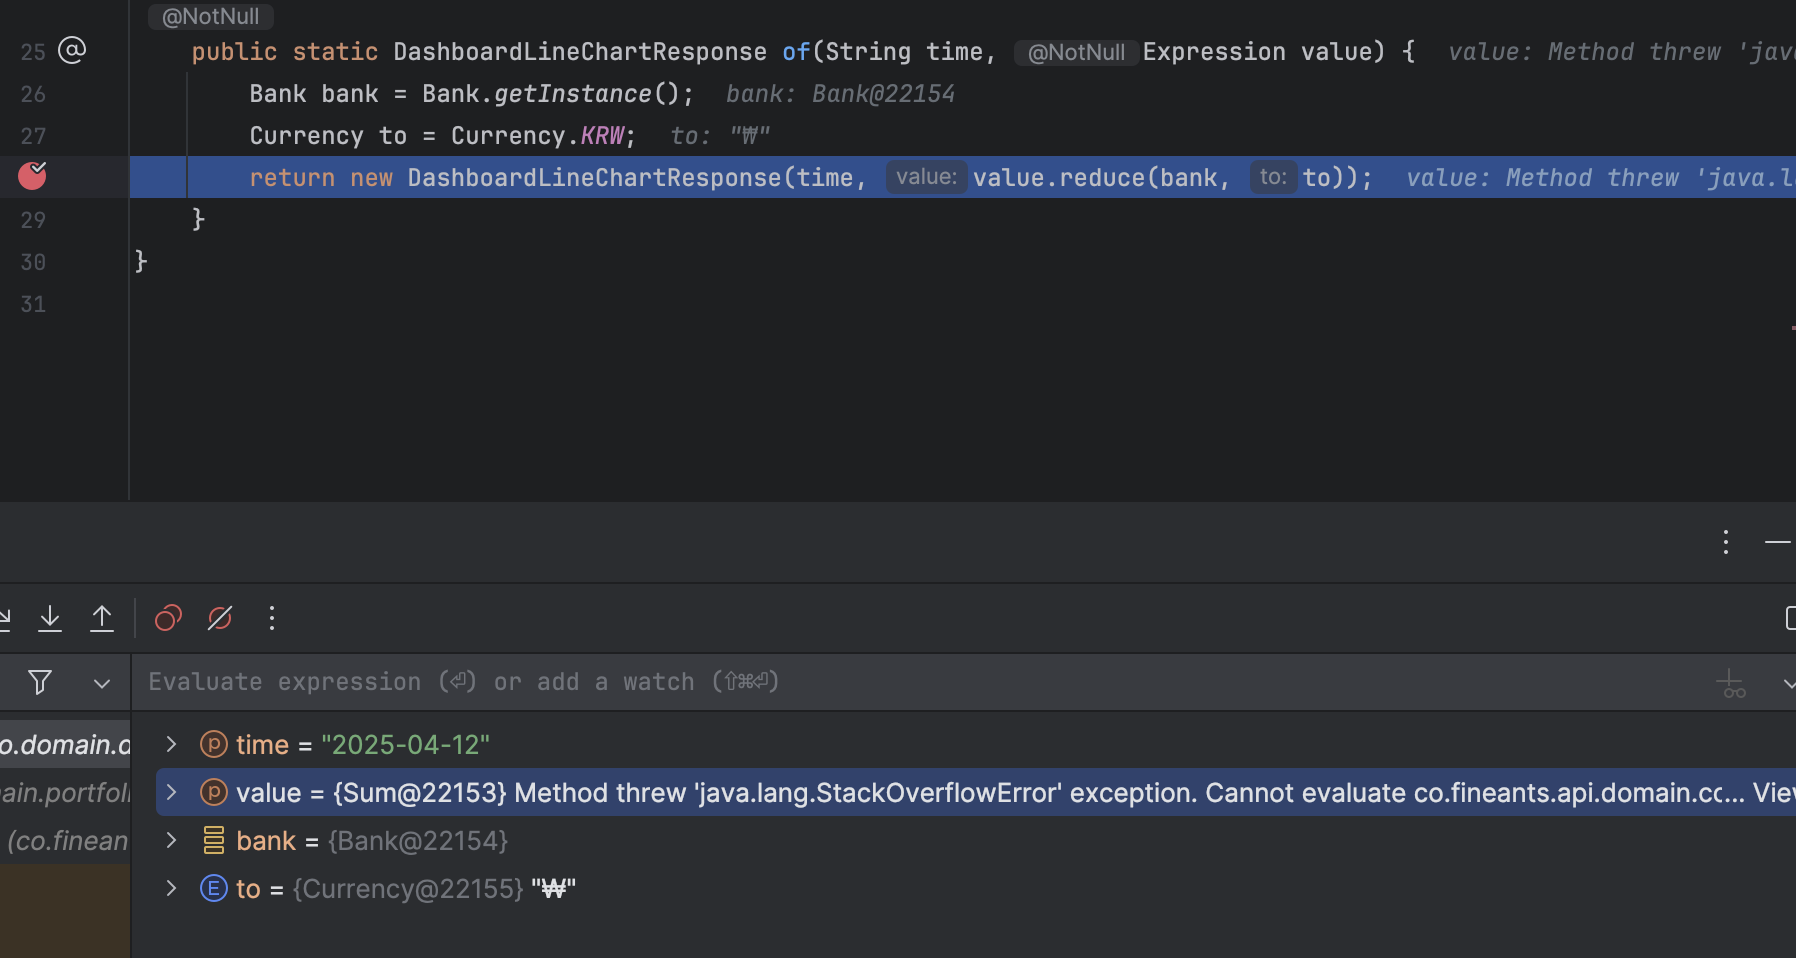 @NotNull
25 @ public static DashboardLineChartResponse of(String time, @NotNull Expression value) { value: Method threw 'jav
26 Bank bank = Bank.getInstance(); bank: Bank@22154
27 Currency to = Currency.KRW; to: "₩"
return new DashboardLineChartResponse(time, value: value.reduce(bank, to: to)); value: Method threw 'java.l
29 }
30 }
31
Evaluate expression (⏎) or add a watch (⇧⌘⏎)
o.domain.d
time = "2025-04-12"
ain.portfoli
value = {Sum@22153} Method threw 'java.lang.StackOverflowError' exception. Cannot evaluate co.fineants.api.domain.cc... View
(co.finean
bank = {Bank@22154}
to = {Currency@22155} "₩"